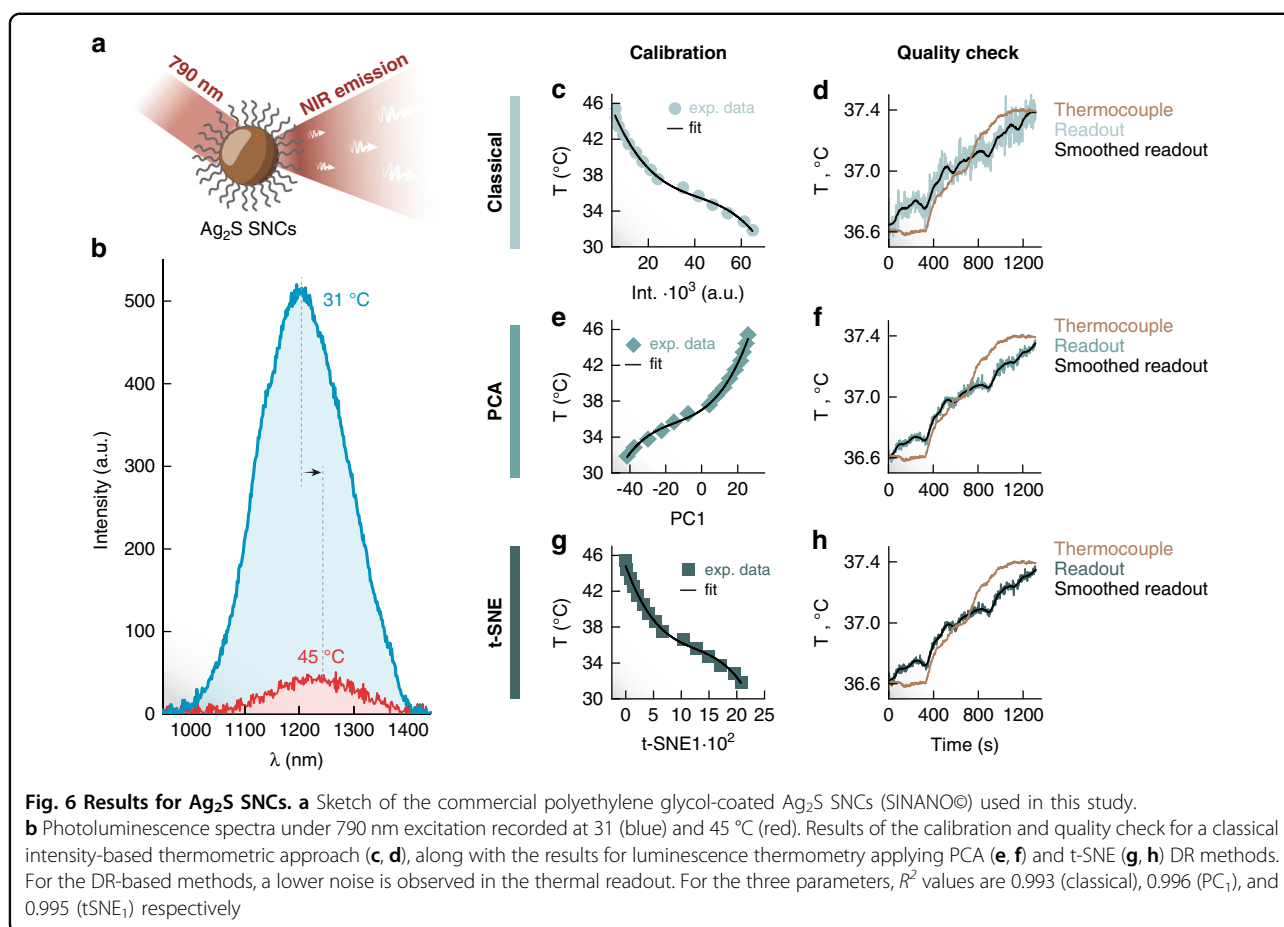 a
790 nm
NIR emission
Ag₂S SNCs
b
500
400
300
200
100
0
Intensity (a.u.)
31 °C
45 °C
1000 1100 1200 1300 1400
λ (nm)
Calibration
Quality check
Classical
c
46
42
38
34
30
T (°C)
exp. data
fit
20 40 60
Int. ·10³ (a.u.)
d
37.4
37.0
36.6
T , °C
Thermocouple
Readout
Smoothed readout
0 400 800 1200
PCA
e
46
42
38
34
30
T (°C)
exp. data
fit
-40 -20 0 20
PC1
f
37.4
37.0
36.6
T , °C
Thermocouple
Readout
Smoothed readout
0 400 800 1200
t-SNE
g
46
42
38
34
30
T (°C)
exp. data
fit
0 5 10 15 20 25
t-SNE1·10²
h
37.4
37.0
36.6
T , °C
Thermocouple
Readout
Smoothed readout
0 400 800 1200
Time (s)
Fig. 6 Results for Ag₂S SNCs. a Sketch of the commercial polyethylene glycol-coated Ag₂S SNCs (SINANO©) used in this study.
b Photoluminescence spectra under 790 nm excitation recorded at 31 (blue) and 45 °C (red). Results of the calibration and quality check for a classical
intensity-based thermometric approach (c, d), along with the results for luminescence thermometry applying PCA (e, f) and t-SNE (g, h) DR methods.
For the DR-based methods, a lower noise is observed in the thermal readout. For the three parameters, R² values are 0.993 (classical), 0.996 (PC₁), and
0.995 (tSNE₁) respectively